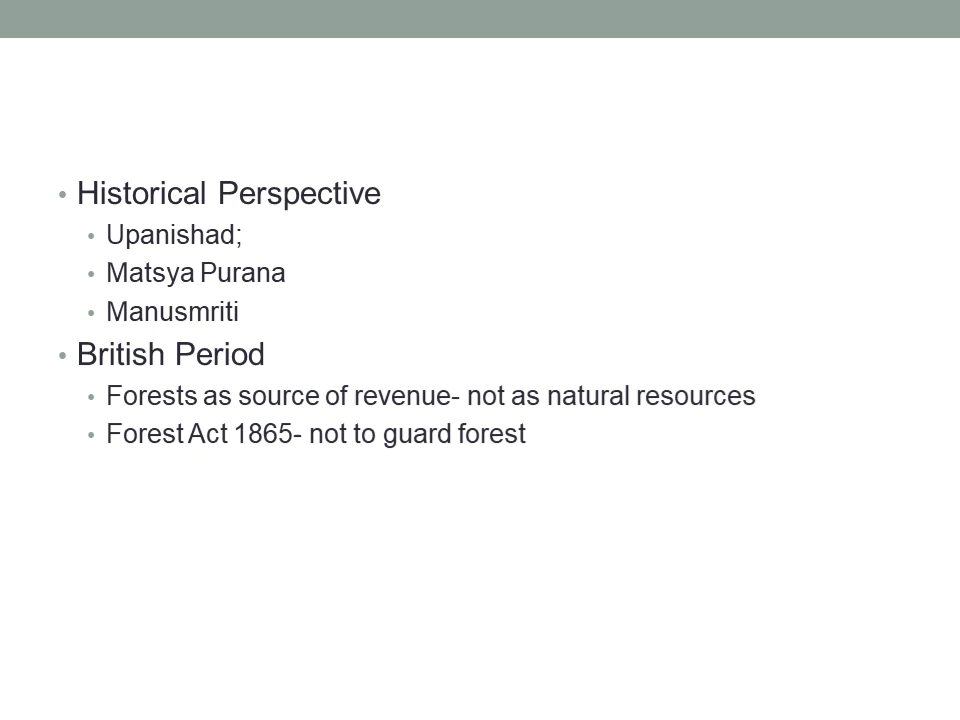 • Historical Perspective
• Upanishad;
• Matsya Purana
• Manusmriti
• British Period
• Forests as source of revenue- not as natural resources
• Forest Act 1865- not to guard forest